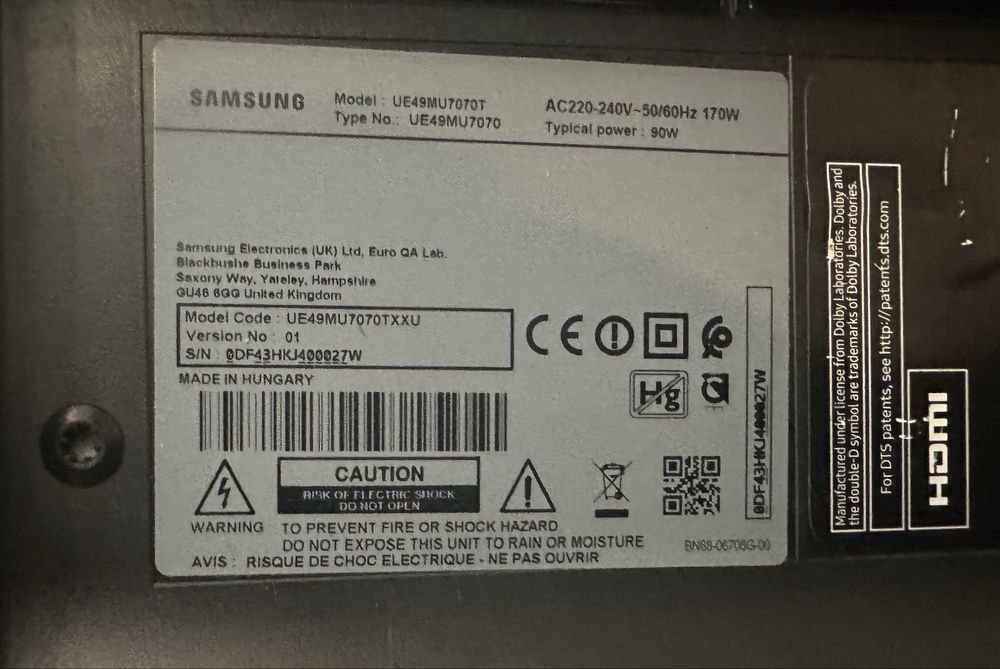 SAMSUNG
Model : UE49MU7070T
Type No.: UE49MU7070
AC220-240V~50/60Hz 170W
Typical power : 90W
Samsung Electronics (UK) Ltd, Euro QA Lab.
Blackbushe Business Park
Saxony Way, Yateley, Hampshire
GU46 6GG United Kingdom
Model Code : UE49MU7070TXXU
Version No : 01
S/N : 0DF43HKJ400027W
MADE IN HUNGARY
CE
Hg
CAUTION
RISK OF ELECTRIC SHOCK
DO NOT OPEN
WARNING
TO PREVENT FIRE OR SHOCK HAZARD
DO NOT EXPOSE THIS UNIT TO RAIN OR MOISTURE
AVIS : RISQUE DE CHOC ELECTRIQUE - NE PAS OUVRIR
BN68-06706G-00
0DF43HKJ400027W
Manufactured under license from Dolby Laboratories. Dolby and
the double-D symbol are trademarks of Dolby Laboratories.
For DTS patents, see http://patents.dts.com
HDMI